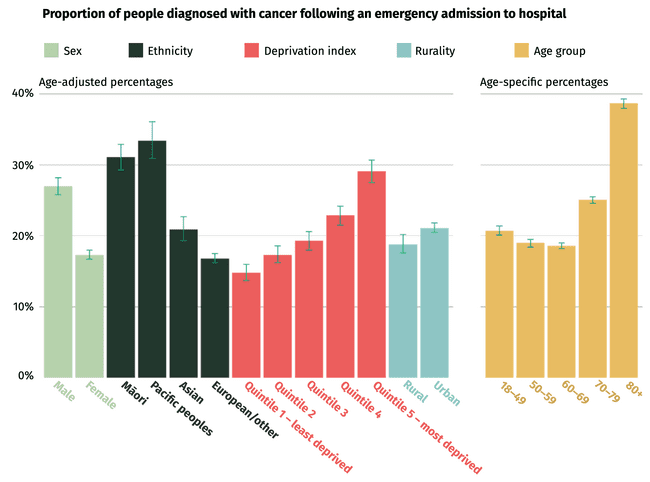 Proportion of people diagnosed with cancer following an emergency admission to hospital
Sex
Ethnicity
Deprivation index
Rurality
Age group
Age-adjusted percentages
Age-specific percentages
40%
30%
20%
10%
0%
Male
Female
Māori
Pacific peoples
Asian
European/other
Quintile 1 – least deprived
Quintile 2
Quintile 3
Quintile 4
Quintile 5 – most deprived
Rural
Urban
18–49
50–59
60–69
70–79
80+